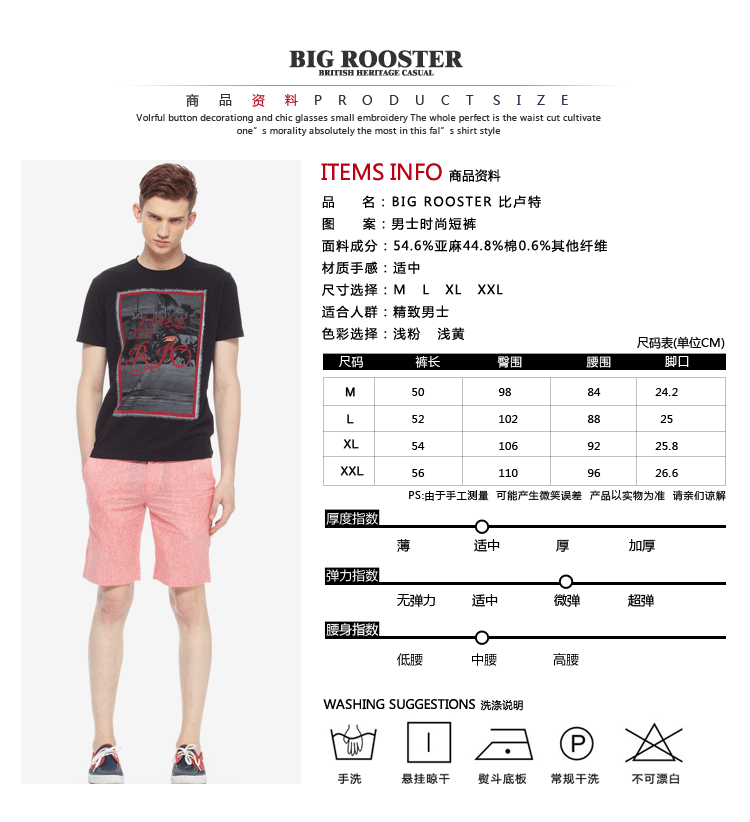 BIG ROOSTER
BRITISH HERITAGE CASUAL
商品资料PRODUCT SIZE
Volrful button decorationg and chic glasses small embroidery The whole perfect is the waist cut cultivate
one”s morality absolutely the most in this fal”s shirt style
ITEMS INFO 商品资料
品 名：BIG ROOSTER 比卢特
图 案：男士时尚短裤
面料成分：54.6%亚麻44.8%棉0.6%其他纤维
材质手感：适中
尺寸选择：M L XL XXL
适合人群：精致男士
色彩选择：浅粉 浅黄
尺码表(单位CM)
尺码 裤长 臀围 腰围 脚口
M 50 98 84 24.2
L 52 102 88 25
XL 54 106 92 25.8
XXL 56 110 96 26.6
PS:由于手工测量 可能产生微笑误差 产品以实物为准 请亲们谅解
厚度指数
薄 适中 厚 加厚
弹力指数
无弹力 适中 微弹 超弹
腰身指数
低腰 中腰 高腰
WASHING SUGGESTIONS 洗涤说明
P
手洗 悬挂晾干 熨斗底板 常规干洗 不可漂白